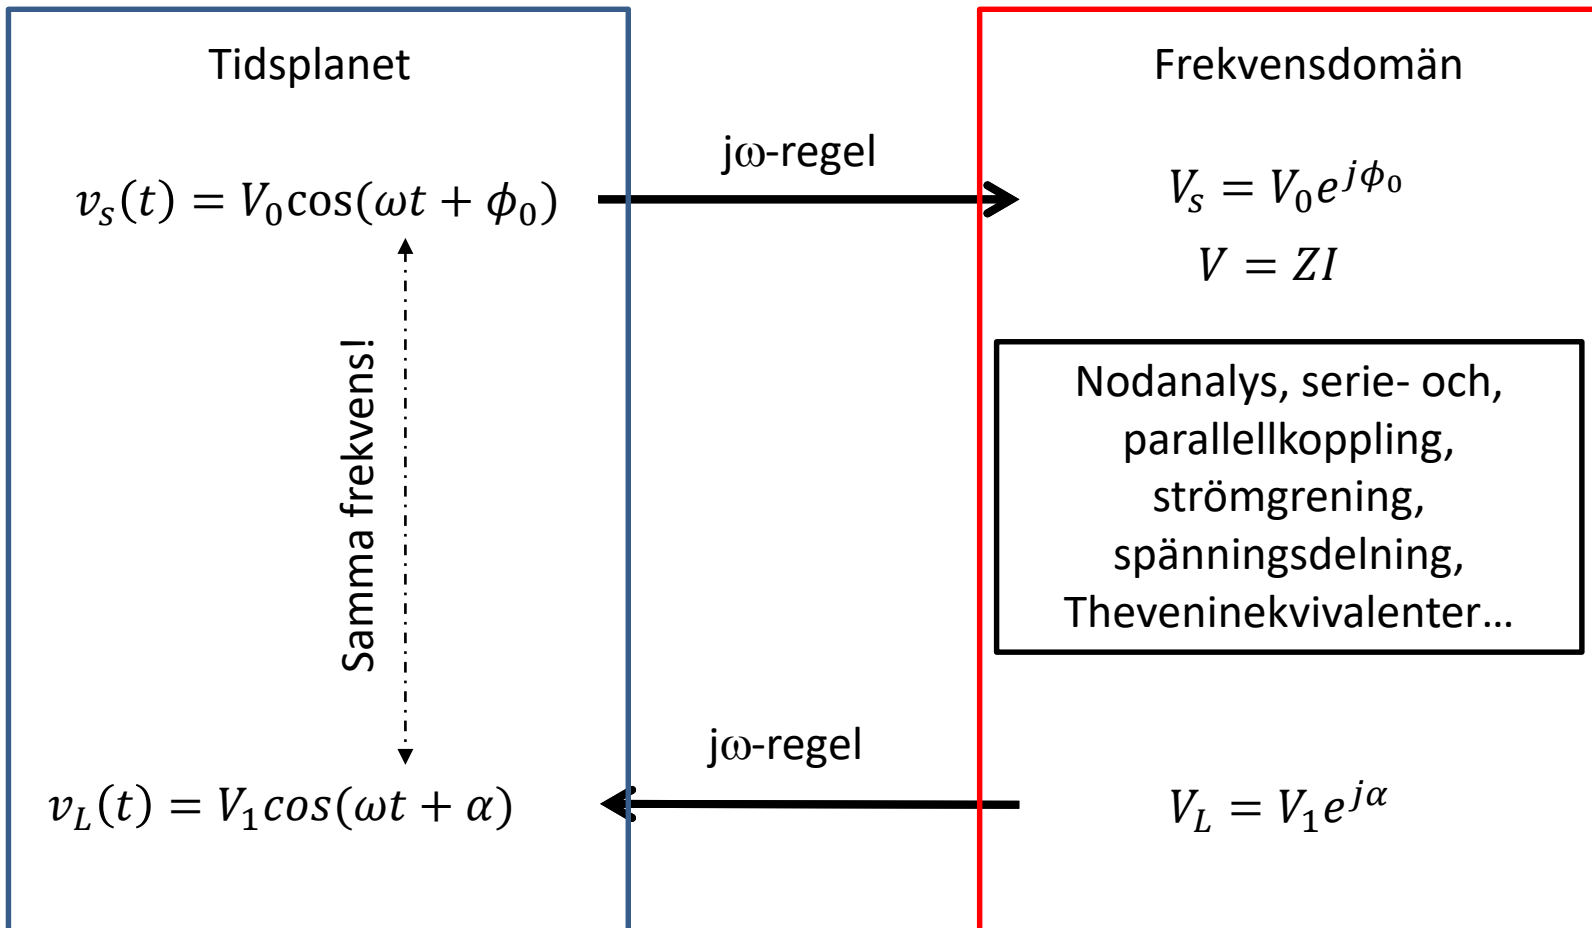 Tidsplanet
Frekvensdomän
jω-regel
v_s(t) = V_0cos(ωt + ϕ_0)
V_s = V_0e^{jϕ_0}
V = ZI
Samma frekvens!
Nodanalys, serie- och,
parallellkoppling,
strömgrening,
spänningsdelning,
Theveninekvivalenter…
jω-regel
v_L(t) = V_1cos(ωt + α)
V_L = V_1e^{jα}